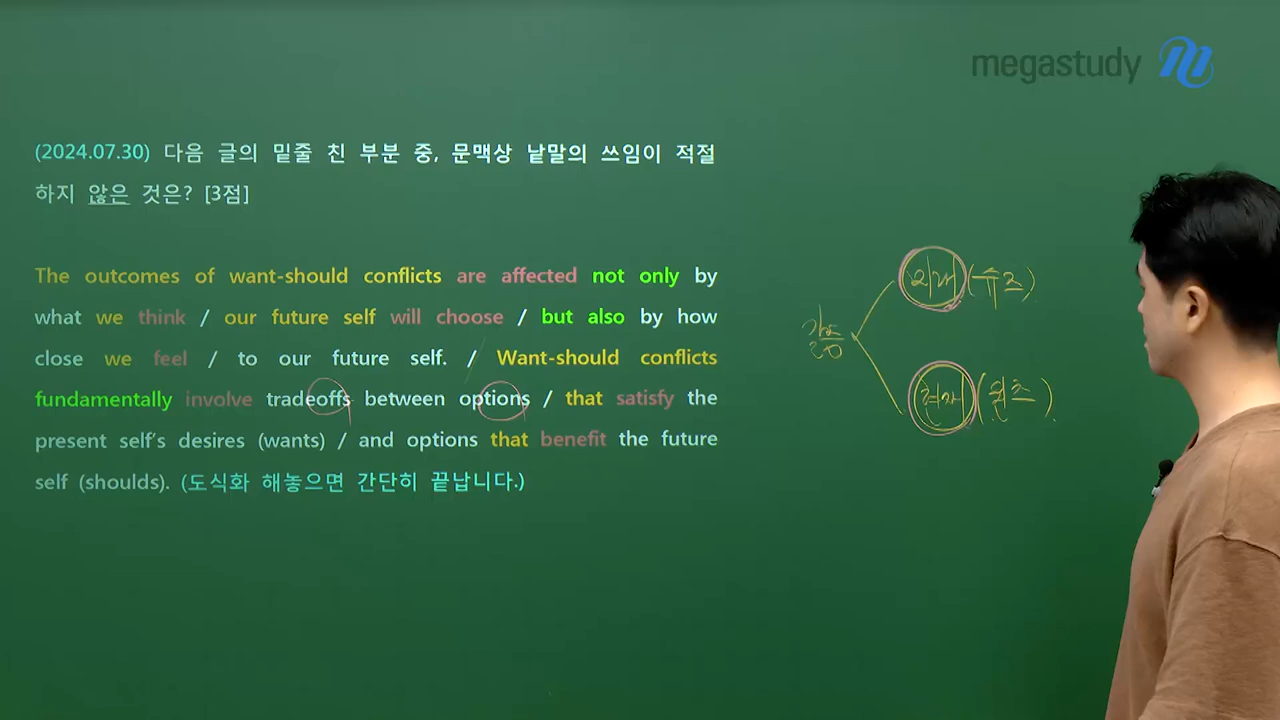 megastudy
(2024.07.30) 다음 글의 밑줄 친 부분 중, 문맥상 낱말의 쓰임이 적절
하지 않은 것은? [3점]
The outcomes of want-should conflicts are affected not only by
what we think / our future self will choose / but also by how
close we feel / to our future self. / Want-should conflicts
fundamentally involve tradeoffs between options / that satisfy the
present self's desires (wants) / and options that benefit the future
self (shoulds). (도식화 해놓으면 간단히 끝납니다.)
갈등
미래
현재